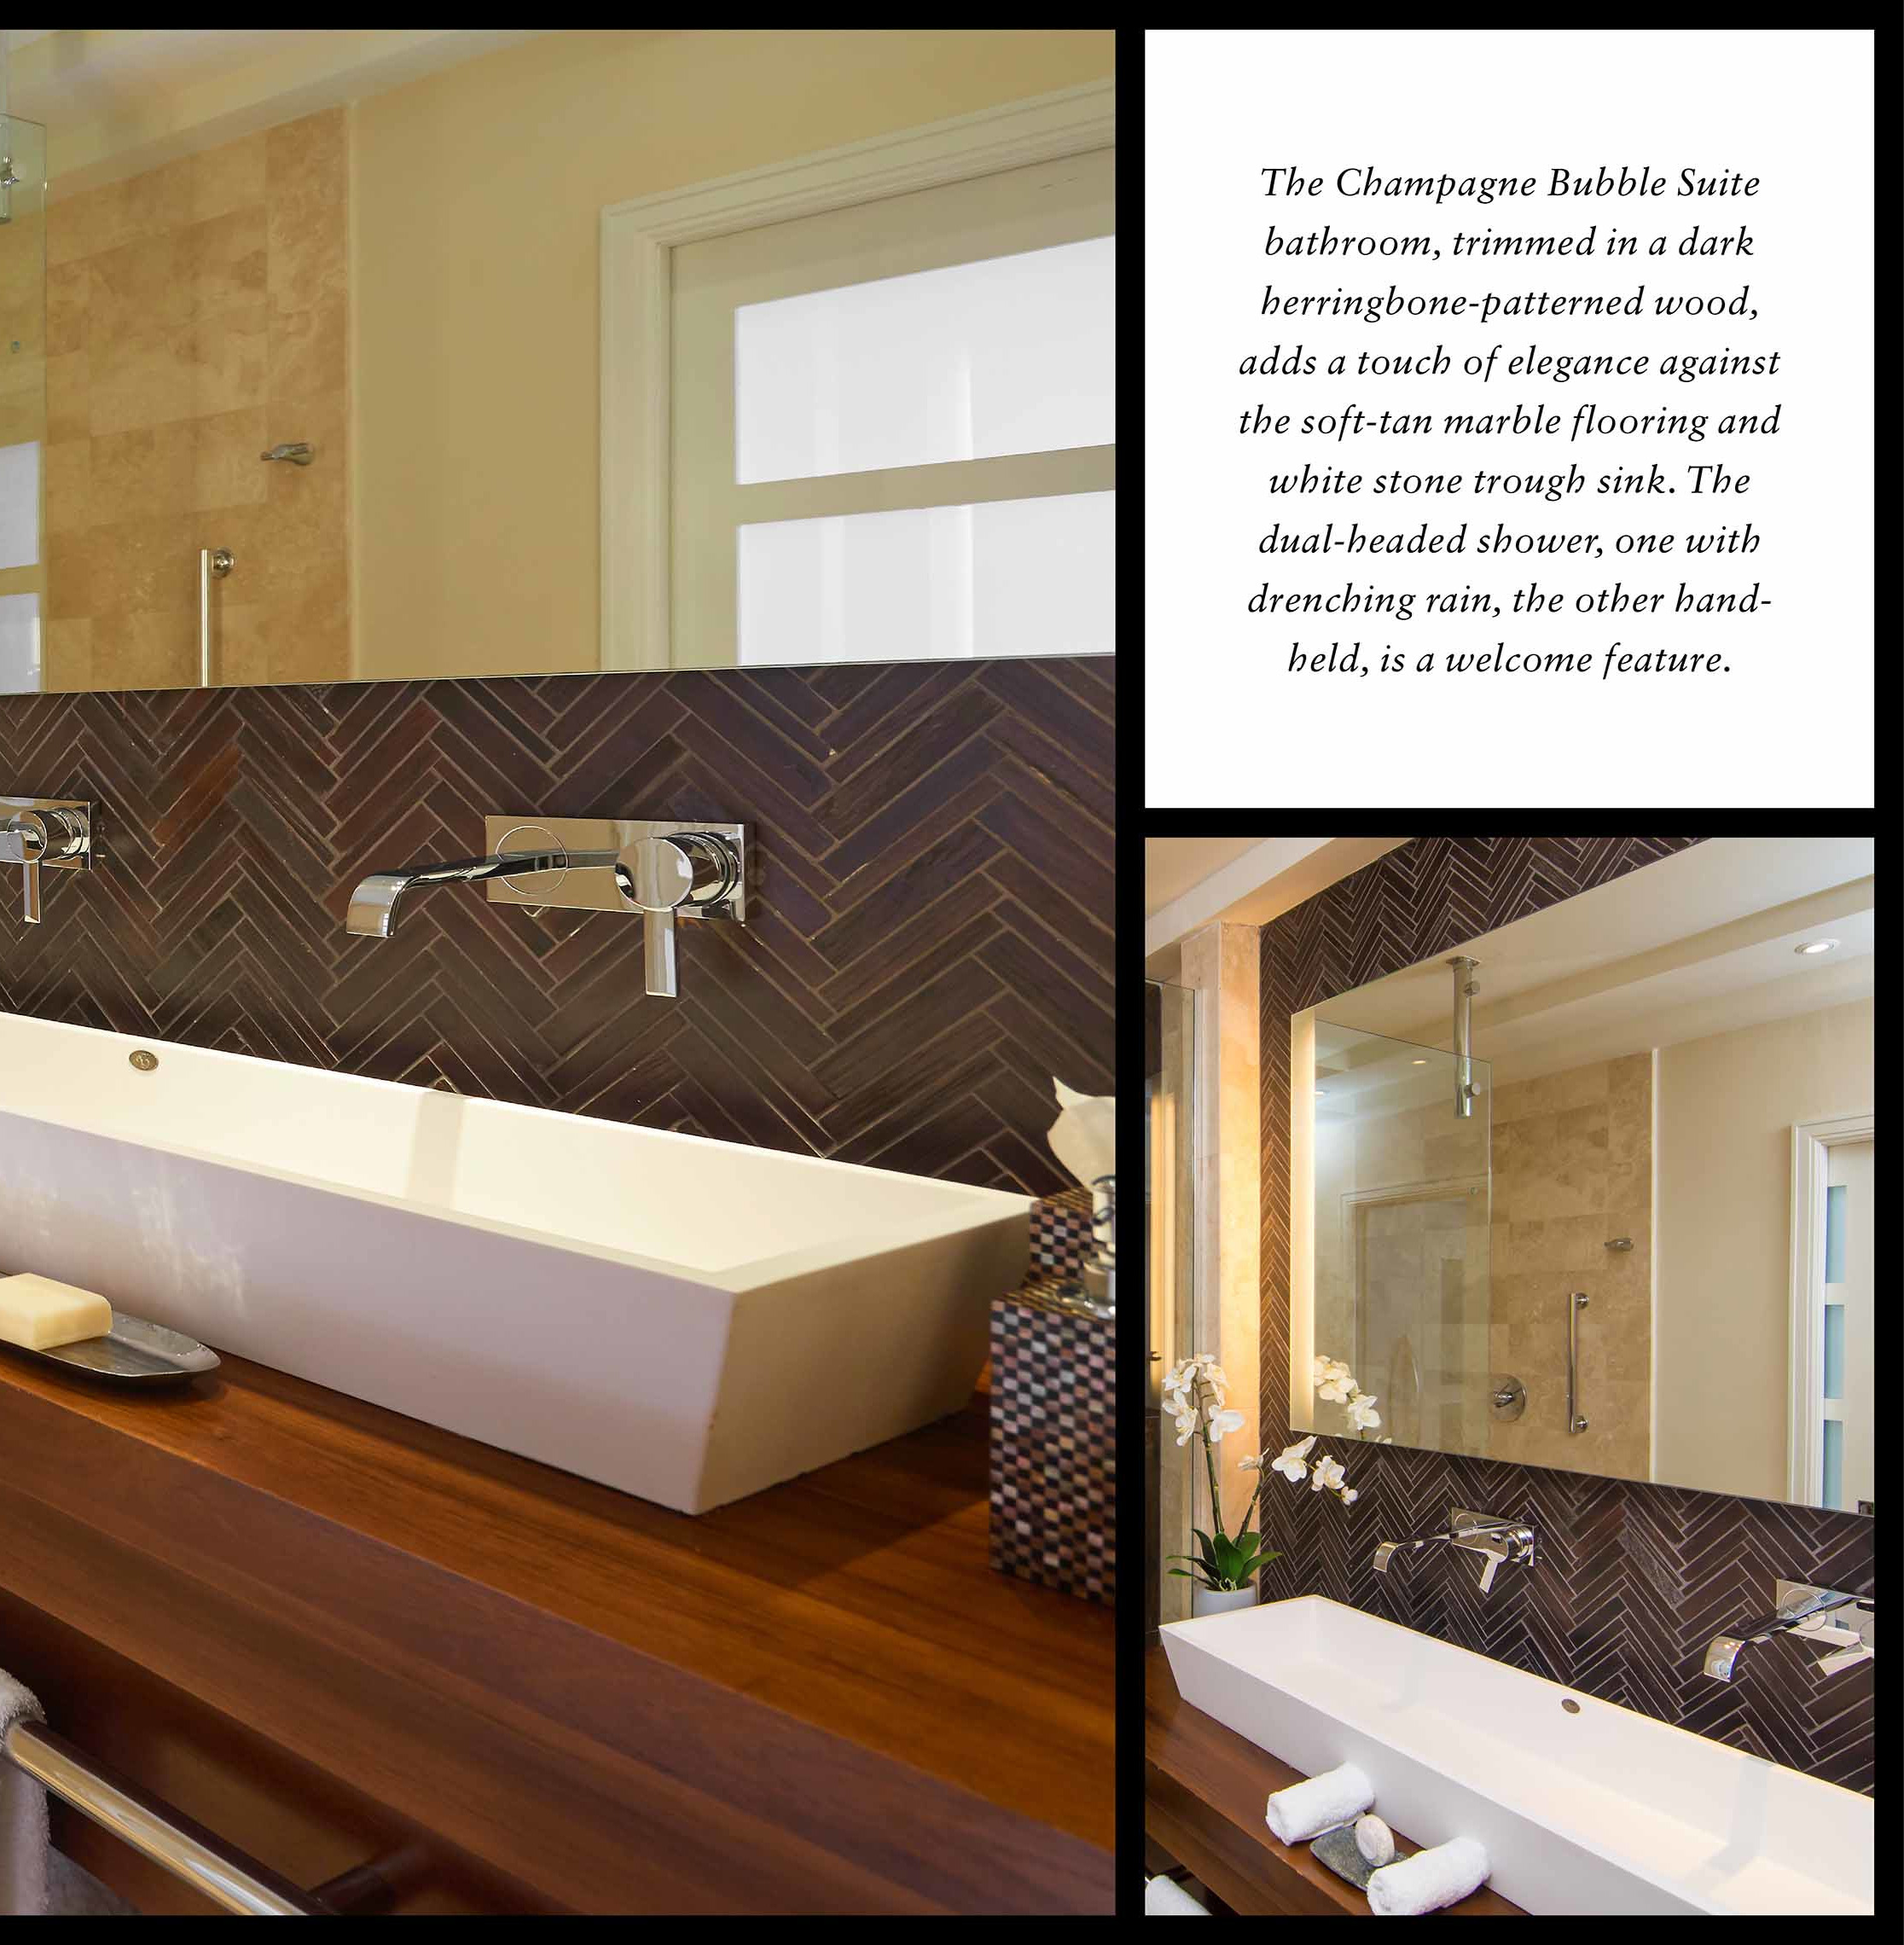 The Champagne Bubble Suite
bathroom, trimmed in a dark
herringbone-patterned wood,
adds a touch of elegance against
the soft-tan marble flooring and
white stone trough sink. The
dual-headed shower, one with
drenching rain, the other hand-
held, is a welcome feature.